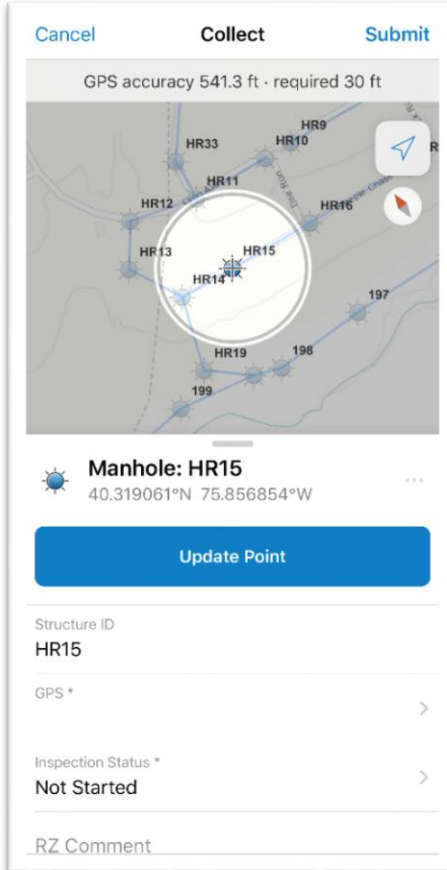 Cancel Collect Submit
GPS accuracy 541.3 ft · required 30 ft
HR9
HR33
HR10
HR11
HR12
HR16
HR13
HR15
HR14
197
HR19
198
199
Manhole: HR15
40.319061°N 75.856854°W
Update Point
Structure ID
HR15
GPS *
Inspection Status *
Not Started
RZ Comment